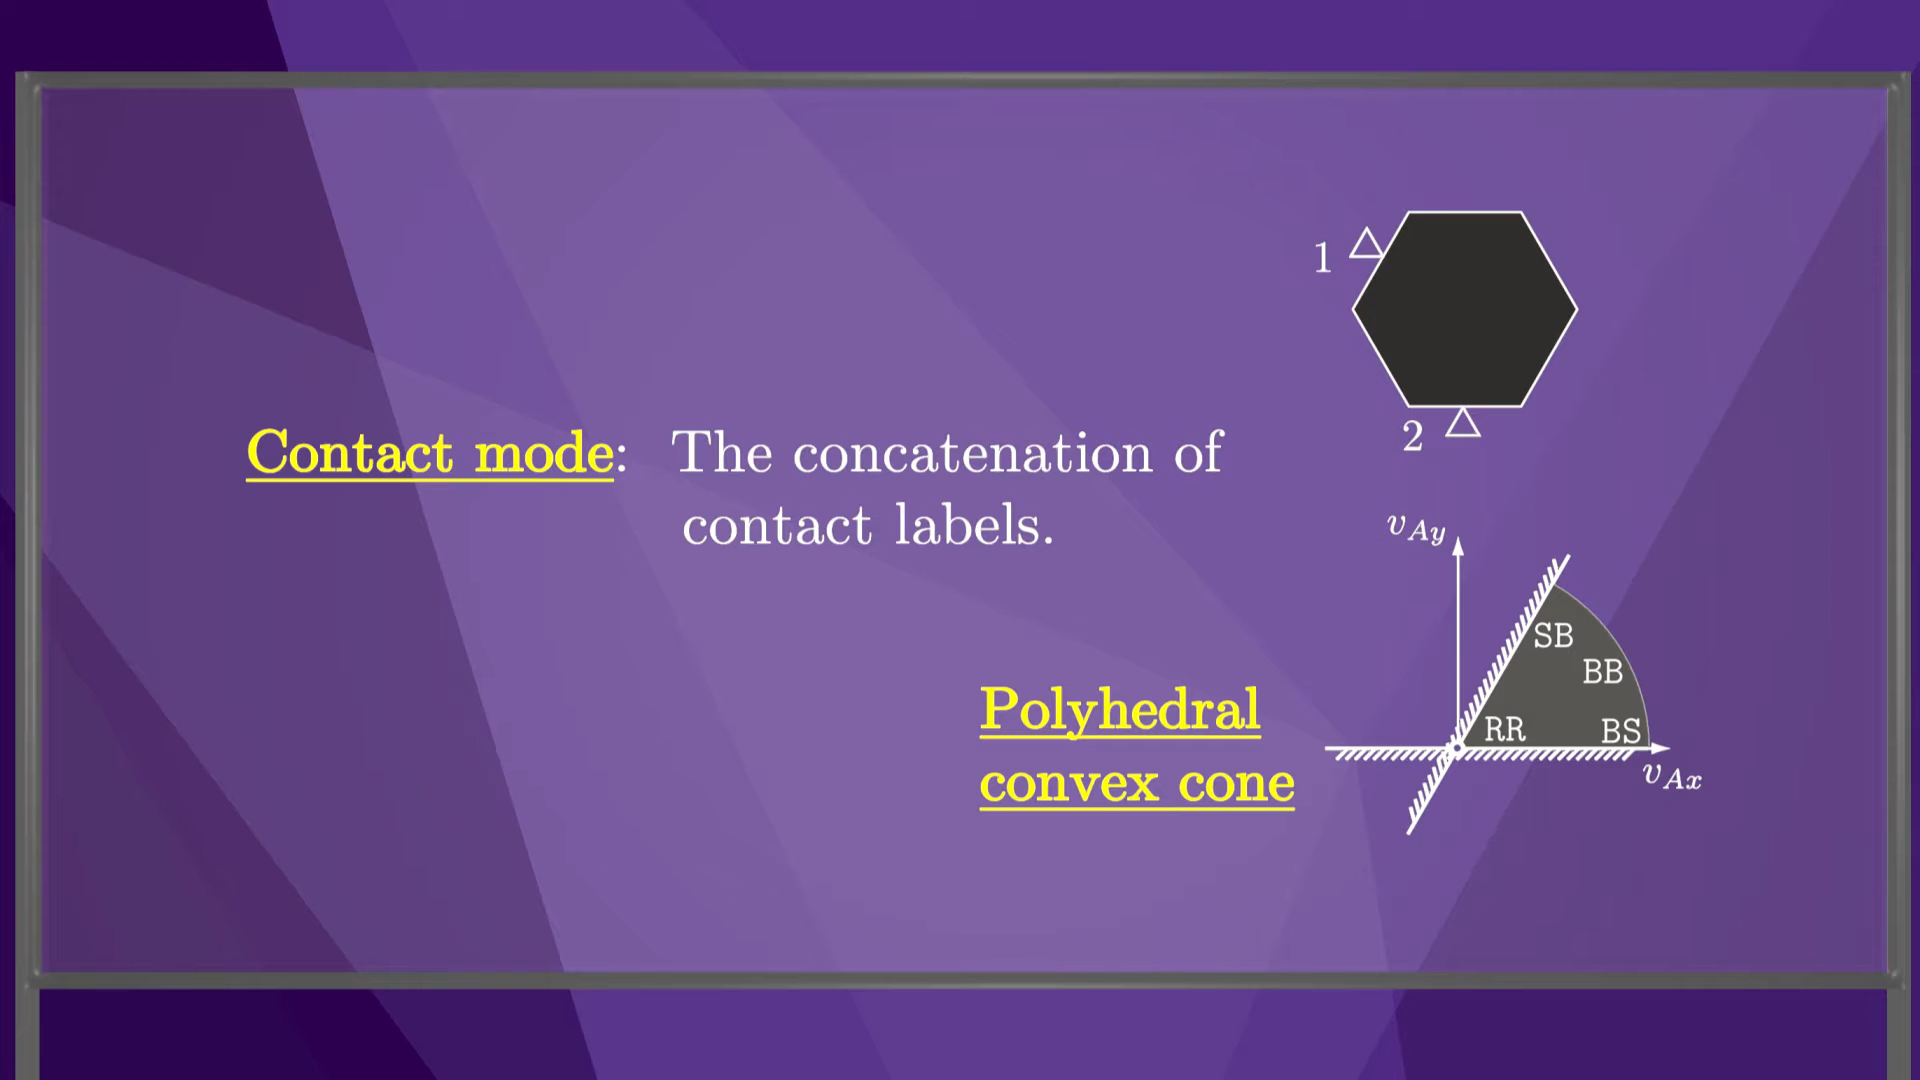 1
2
Contact mode: The concatenation of
contact labels.
v_Ay
SB
BB
Polyhedral
RR
BS
convex cone
v_Ax